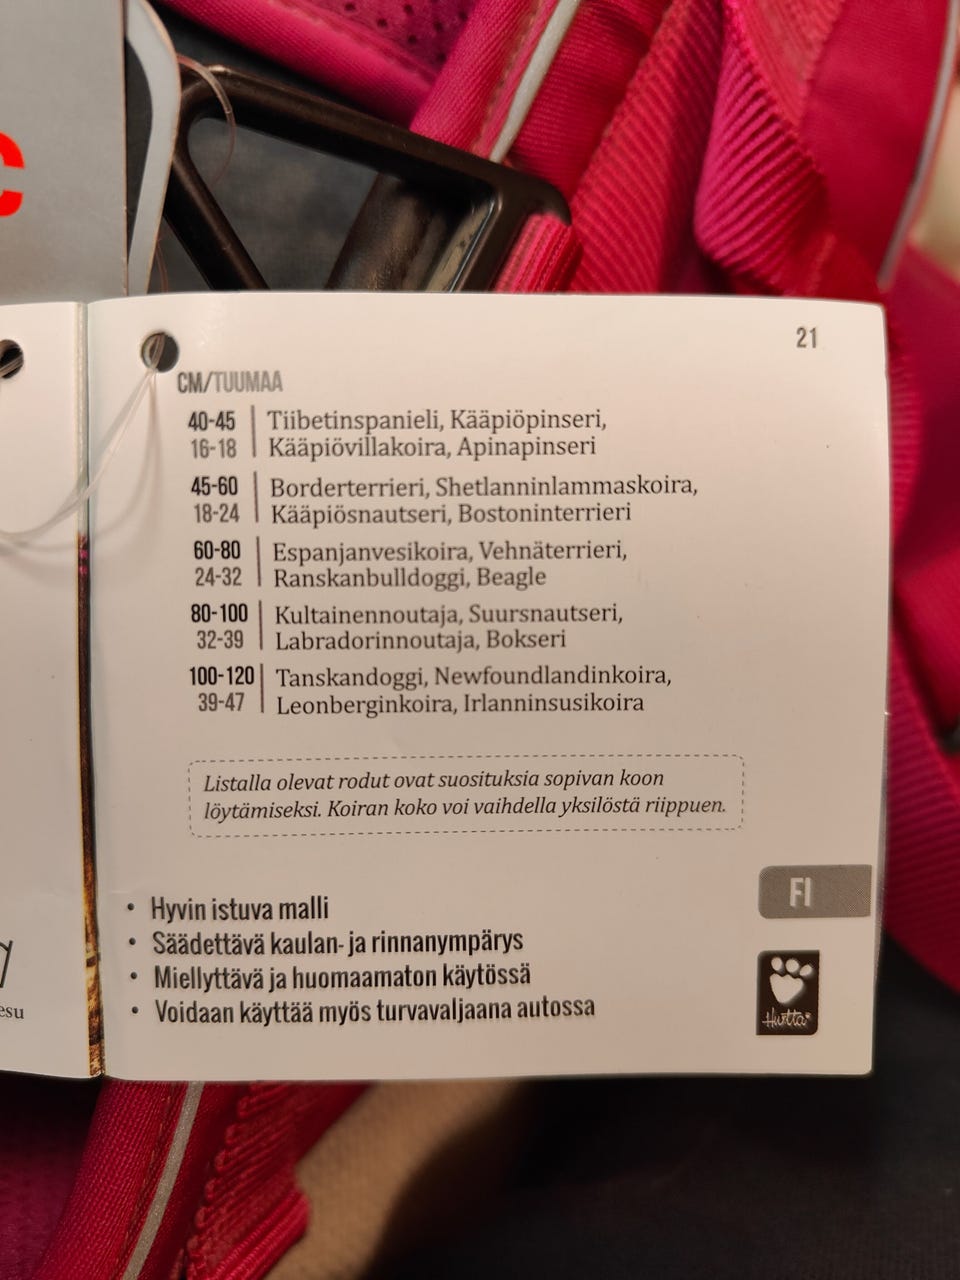 C
21
CM/TUUMAA
40-45 Tiibetinspanieli, Kääpiöpinseri,
16-18 Kääpiövillakoira, Apinapinseri
45-60 Borderterrieri, Shetlanninlammaskoira,
18-24 Kääpiösnautseri, Bostoninterrieri
60-80 Espanjanvesikoira, Vehnäterrieri,
24-32 Ranskanbulldoggi, Beagle
80-100 Kultainennoutaja, Suursnautseri,
32-39 Labradorinnoutaja, Bokseri
100-120 Tanskandoggi, Newfoundlandinkoira,
39-47 Leonberginkoira, Irlanninsusikoira
Listalla olevat rodut ovat suosituksia sopivan koon
löytämiseksi. Koiran koko voi vaihdella yksilöstä riippuen.
FI
• Hyvin istuva malli
• Säädettävä kaulan- ja rinnanympärys
• Miellyttävä ja huomaamaton käytössä
• Voidaan käyttää myös turvavaljaana autossa
esu
Hurtta®